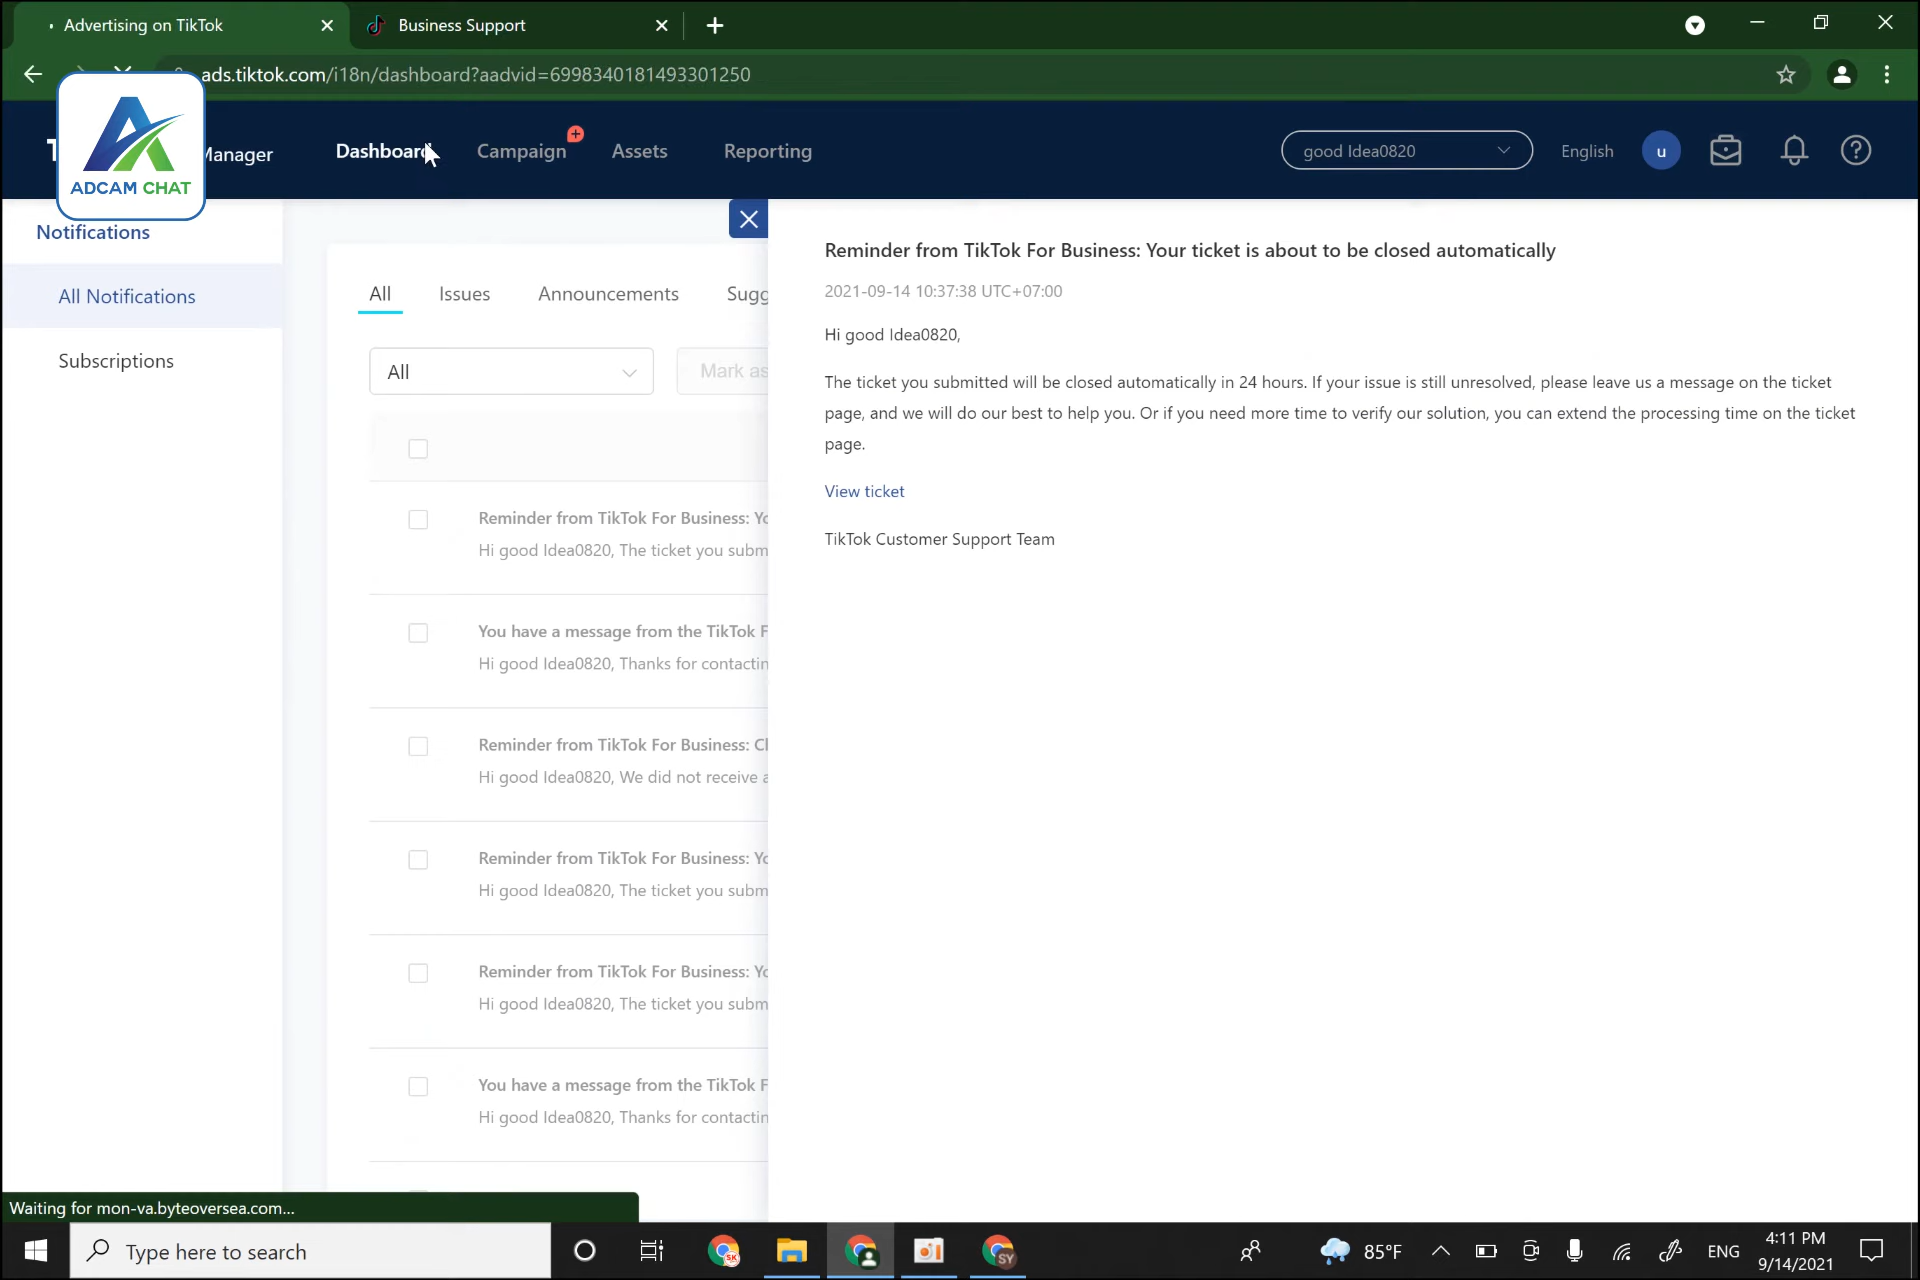 Advertising on TikTok
Business Support
ads.tiktok.com/i18n/dashboard?aadvid=6998340181493301250
ADCAM CHAT
Manager
Dashboard
Campaign
Assets
Reporting
good Idea0820
English
u
Notifications
All Notifications
Subscriptions
All
Issues
Announcements
Sugg
All
Mark as
Reminder from TikTok For Business: Yo
Hi good Idea0820, The ticket you subm
You have a message from the TikTok F
Hi good Idea0820, Thanks for contactin
Reminder from TikTok For Business: Cl
Hi good Idea0820, We did not receive a
Reminder from TikTok For Business: Yo
Hi good Idea0820, The ticket you subm
Reminder from TikTok For Business: Yo
Hi good Idea0820, The ticket you subm
You have a message from the TikTok F
Hi good Idea0820, Thanks for contactin
Reminder from TikTok For Business: Your ticket is about to be closed automatically
2021-09-14 10:37:38 UTC+07:00
Hi good Idea0820,
The ticket you submitted will be closed automatically in 24 hours. If your issue is still unresolved, please leave us a message on the ticket
page, and we will do our best to help you. Or if you need more time to verify our solution, you can extend the processing time on the ticket
page.
View ticket
TikTok Customer Support Team
Waiting for mon-va.byteoversea.com...
Type here to search
SK
SY
85°F
ENG
4:11 PM
9/14/2021